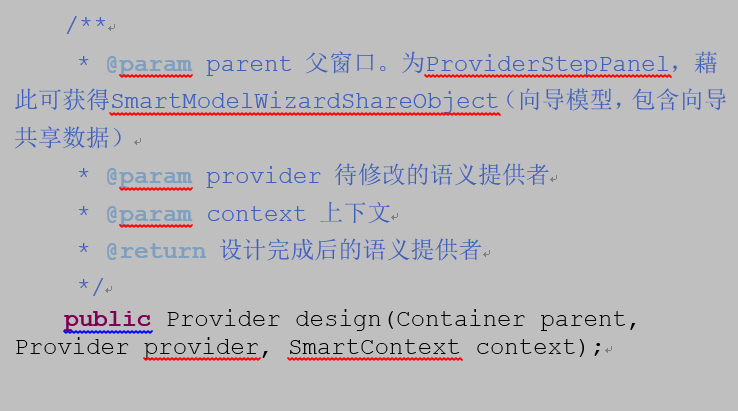 /**
* @param parent 父窗口。为ProviderStepPanel，藉
此可获得SmartModelWizardShareObject（向导模型，包含向导
共享数据）
* @param provider 待修改的语义提供者
* @param context 上下文
* @return 设计完成后的语义提供者
*/
public Provider design(Container parent,
Provider provider, SmartContext context);